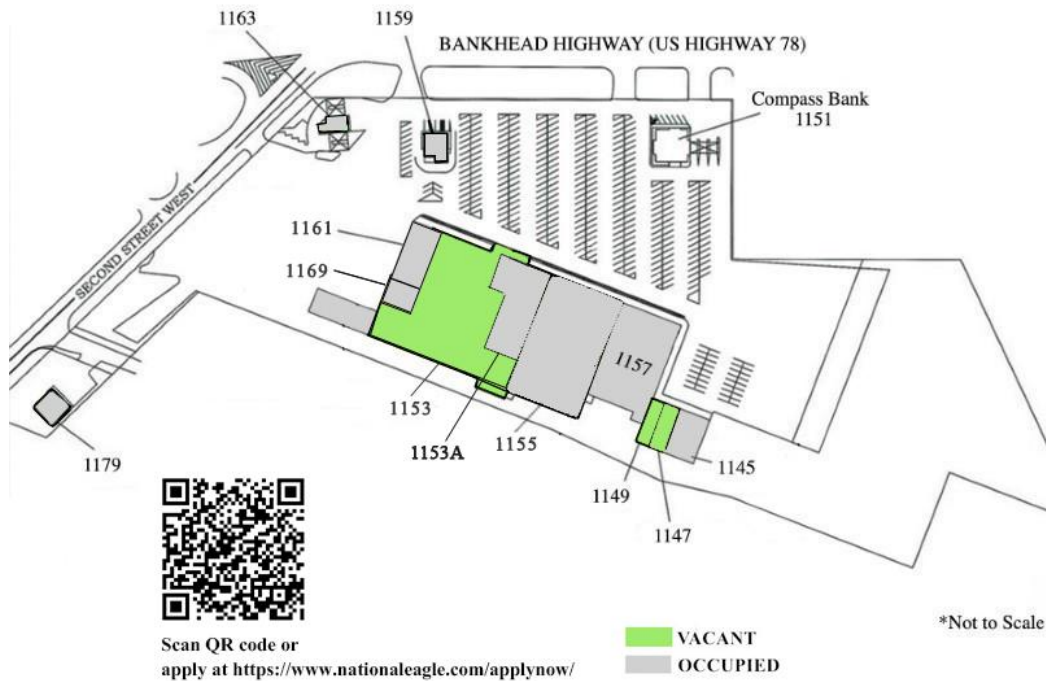 1163
1159
BANKHEAD HIGHWAY (US HIGHWAY 78)
Compass Bank
1151
SECOND STREET WEST
1161
1169
1157
1153
1153A
1155
1145
1149
1147
1179
Scan QR code or
apply at https://www.nationaleagle.com/applynow/
VACANT
OCCUPIED
*Not to Scale